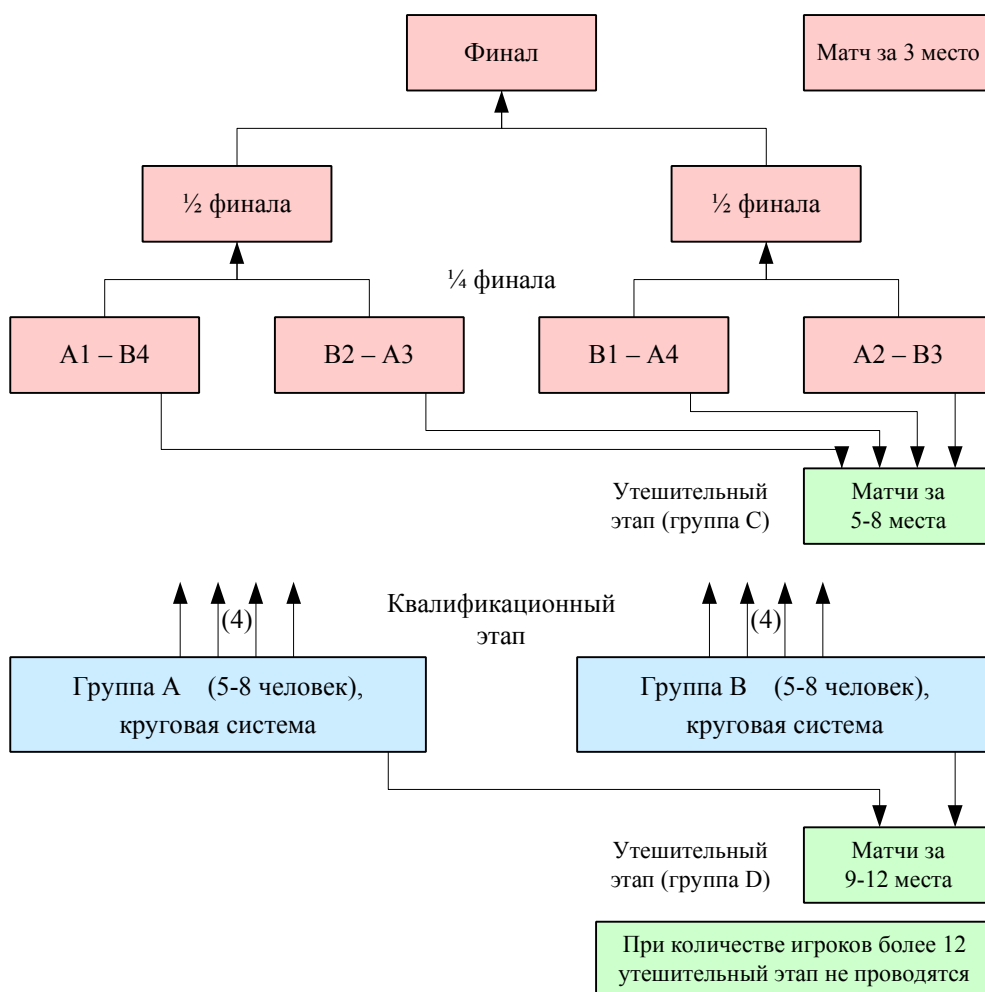 Финал
Матч за 3 место
½ финала
½ финала
¼ финала
A1 – B4
B2 – A3
B1 – A4
A2 – B3
Утешительный
этап (группа C)
Матчи за
5-8 места
(4)
Квалификационный
этап
(4)
Группа A (5-8 человек),
круговая система
Группа B (5-8 человек),
круговая система
Утешительный
этап (группа D)
Матчи за
9-12 места
При количестве игроков более 12
утешительный этап не проводятся